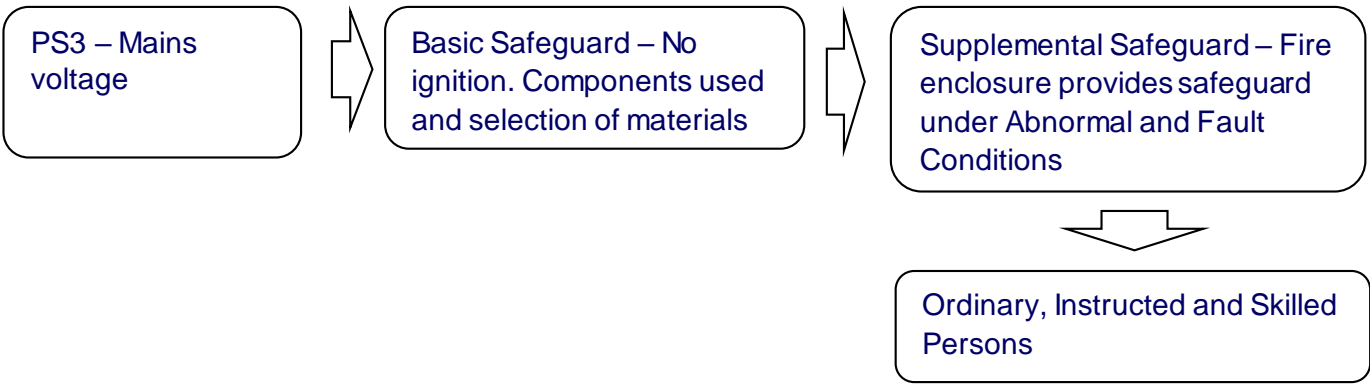 PS3 – Mains
voltage
Basic Safeguard – No
ignition. Components used
and selection of materials
Supplemental Safeguard – Fire
enclosure provides safeguard
under Abnormal and Fault
Conditions
Ordinary, Instructed and Skilled
Persons